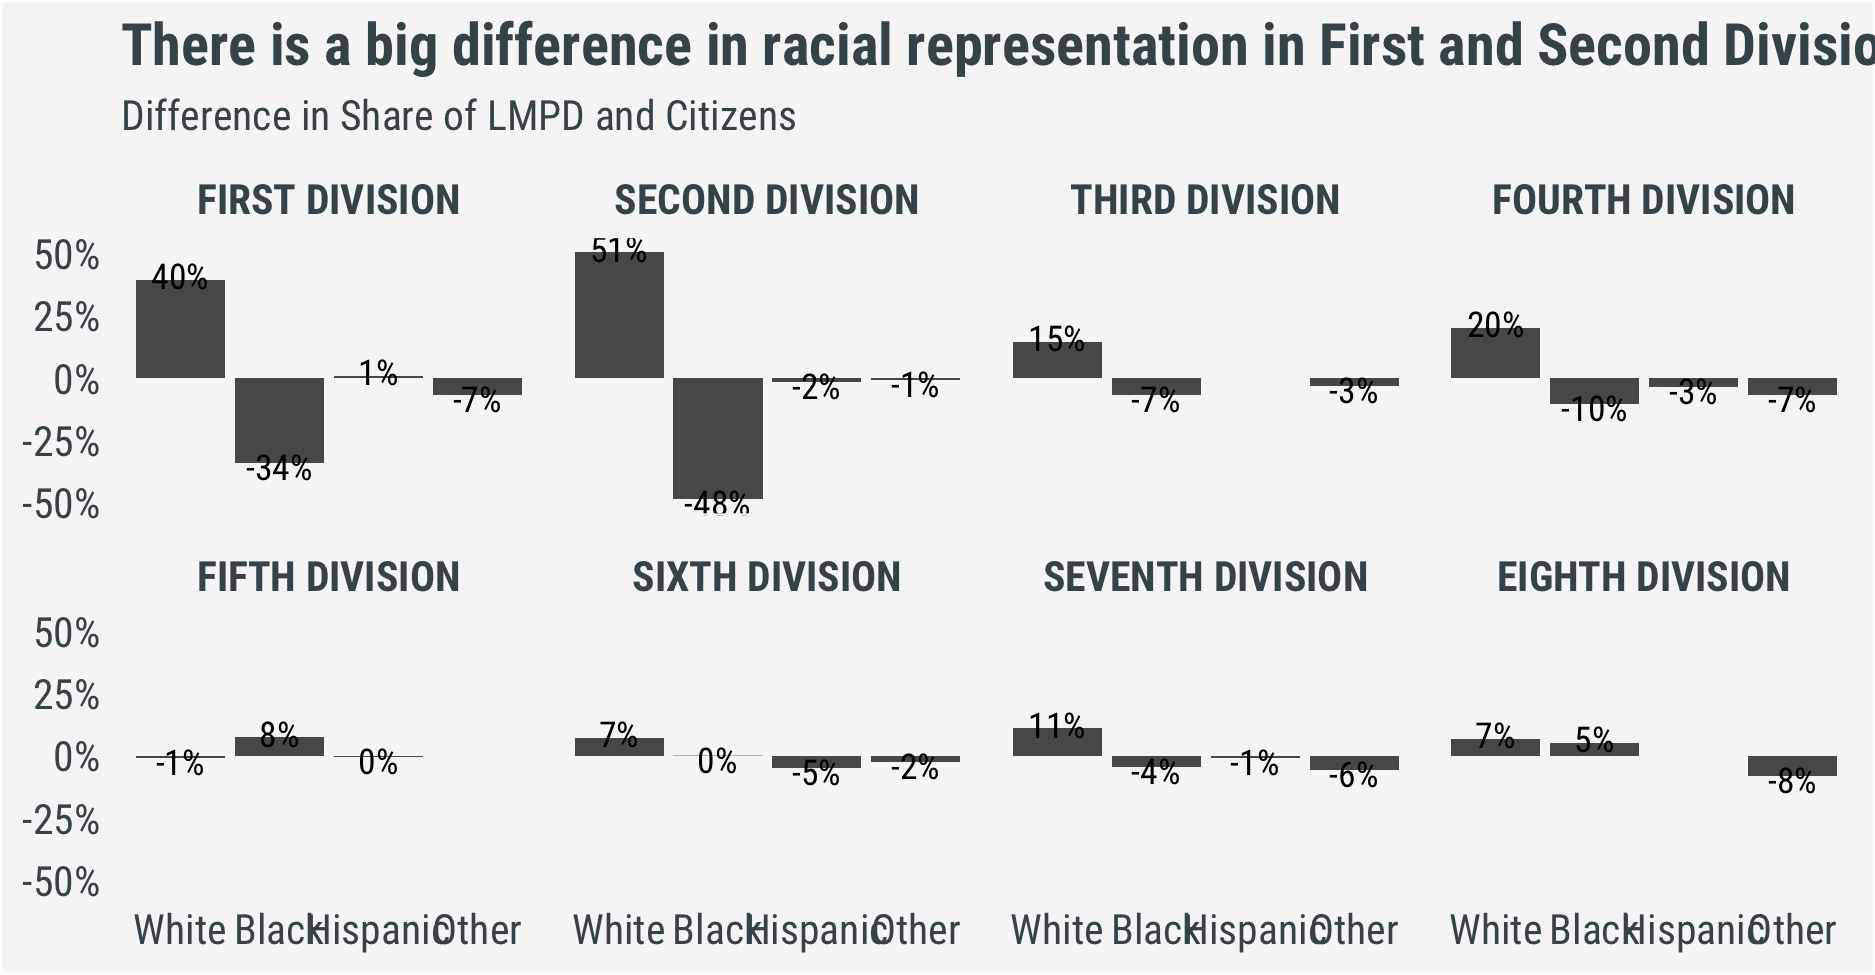 There is a big difference in racial representation in First and Second Divisio
Difference in Share of LMPD and Citizens
FIRST DIVISION SECOND DIVISION THIRD DIVISION FOURTH DIVISION
50%
25%
0%
-25%
-50%
40% -34% 1% -7%
51% -48% -2% -1%
15% -7% -3%
20% -10% -3% -7%
FIFTH DIVISION SIXTH DIVISION SEVENTH DIVISION EIGHTH DIVISION
50%
25%
0%
-25%
-50%
-1% 8% 0%
7% 0% -5% -2%
11% -4% -1% -6%
7% 5% -8%
White Black Hispanic Other White Black Hispanic Other White Black Hispanic Other White Black Hispanic Other